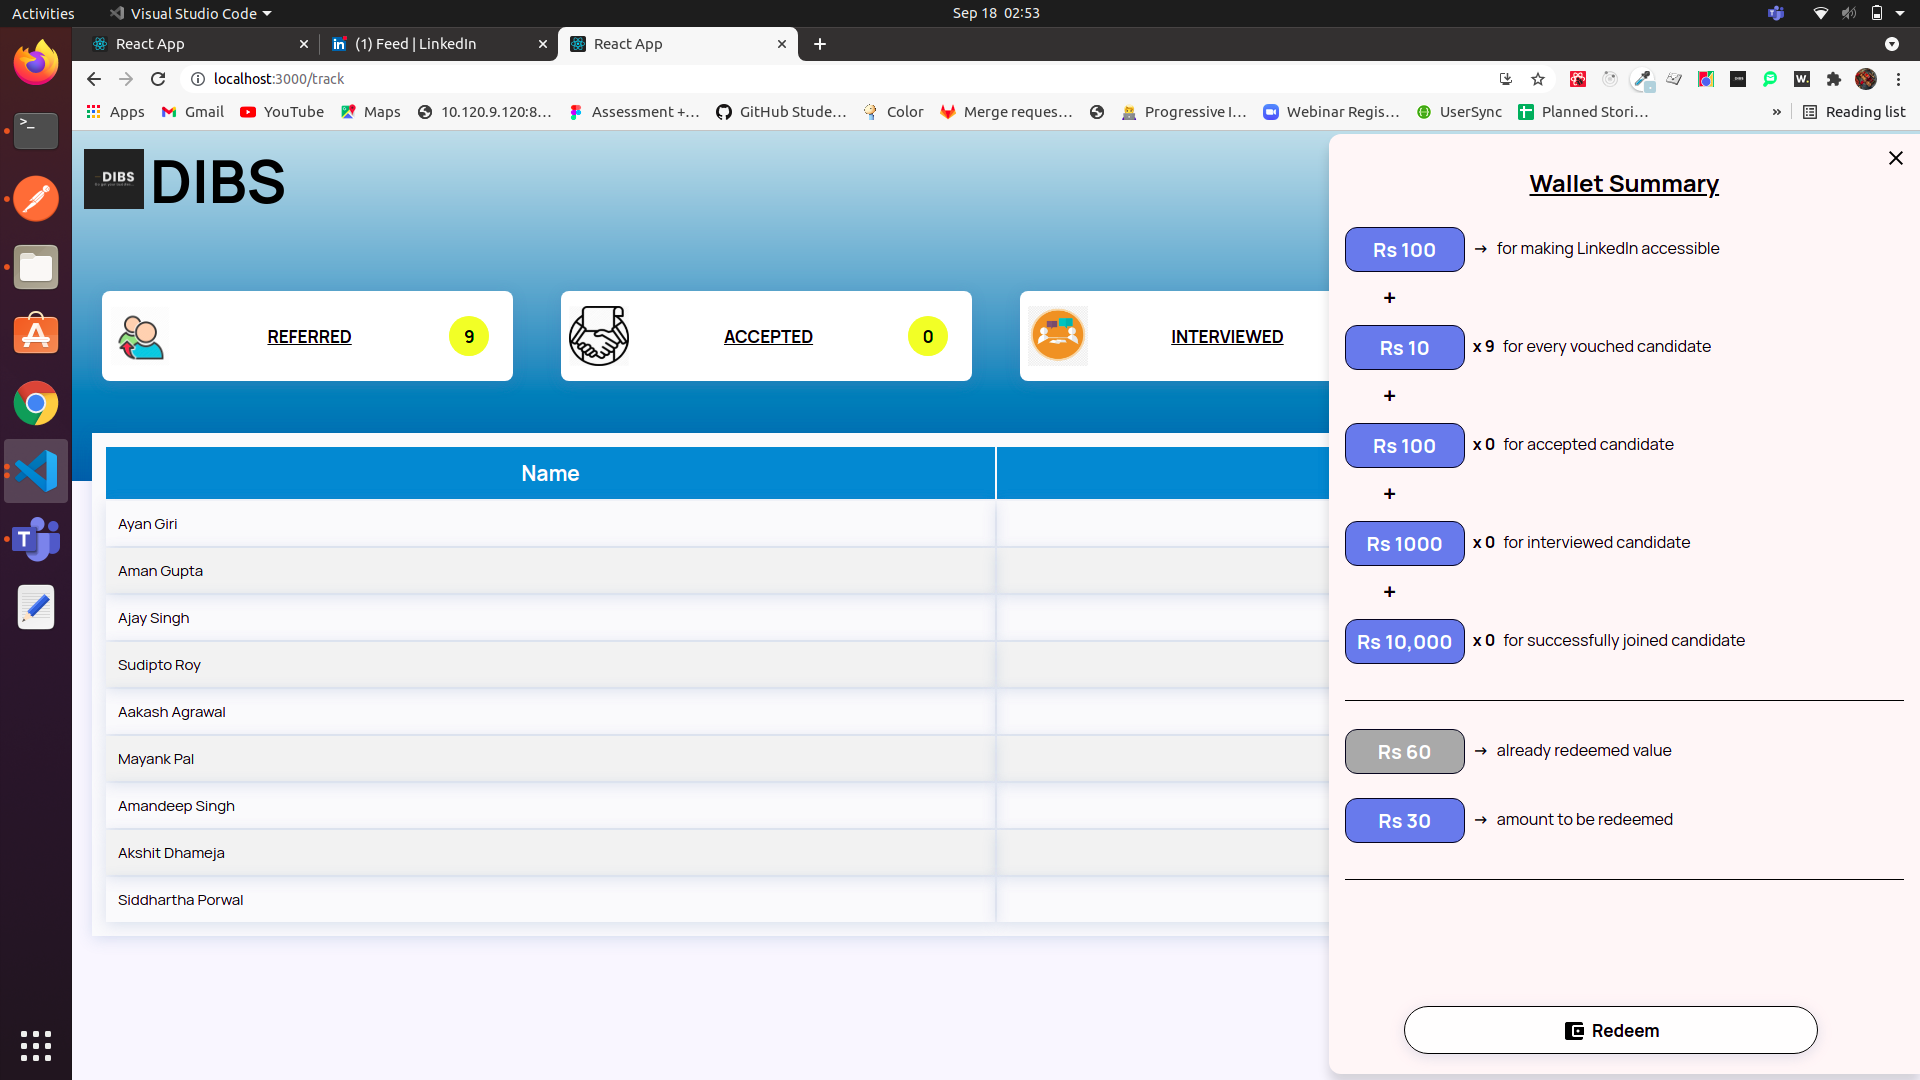 Activities Visual Studio Code Sep 18 02:53
React App (1) Feed | LinkedIn React App
localhost:3000/track
Apps Gmail YouTube Maps 10.120.9.120:8… Assessment +… GitHub Stude… Color Merge reques… Progressive I… Webinar Regis… UserSync Planned Stori… » Reading list
DIBS DIBS
REFERRED 9 ACCEPTED 0 INTERVIEWED
Name
Ayan Giri
Aman Gupta
Ajay Singh
Sudipto Roy
Aakash Agrawal
Mayank Pal
Amandeep Singh
Akshit Dhameja
Siddhartha Porwal
Wallet Summary
Rs 100 → for making LinkedIn accessible
+
Rs 10 x 9 for every vouched candidate
+
Rs 100 x 0 for accepted candidate
+
Rs 1000 x 0 for interviewed candidate
+
Rs 10,000 x 0 for successfully joined candidate
Rs 60 → already redeemed value
Rs 30 → amount to be redeemed
Redeem